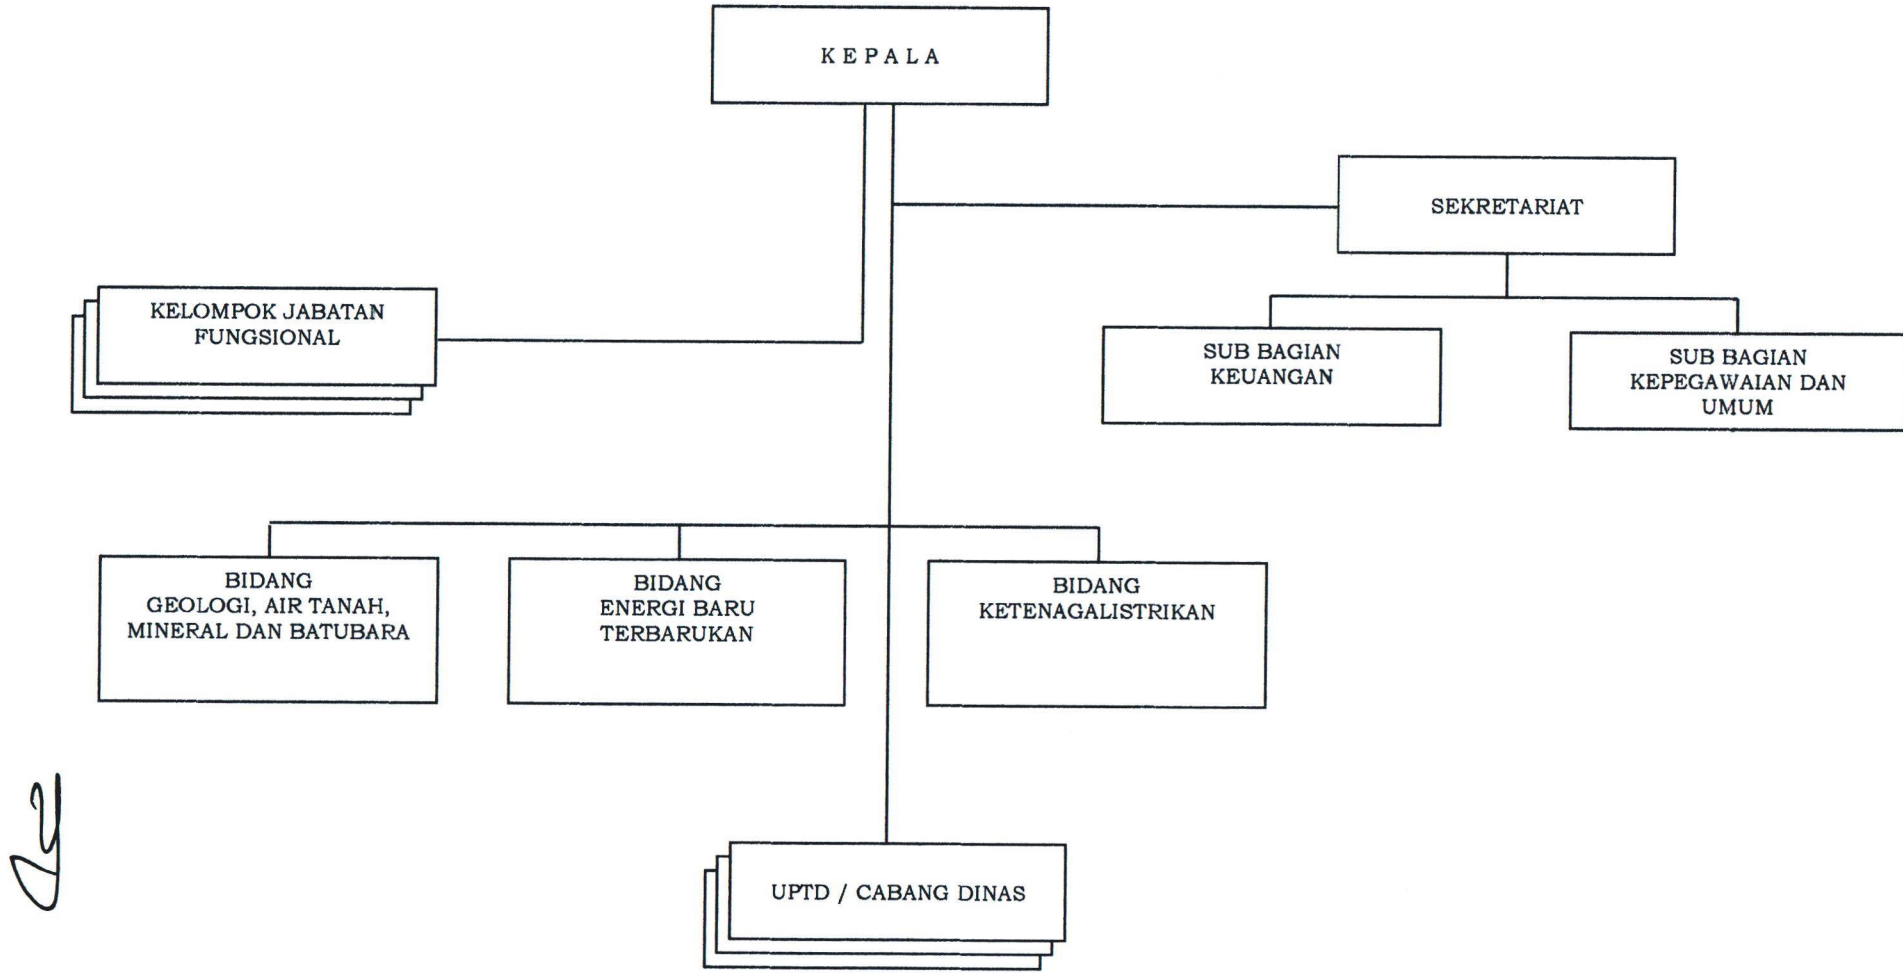 K E P A L A
SEKRETARIAT
KELOMPOK JABATAN
FUNGSIONAL
SUB BAGIAN
KEUANGAN
SUB BAGIAN
KEPEGAWAIAN DAN
UMUM
BIDANG
GEOLOGI, AIR TANAH,
MINERAL DAN BATUBARA
BIDANG
ENERGI BARU
TERBARUKAN
BIDANG
KETENAGALISTRIKAN
UPTD / CABANG DINAS